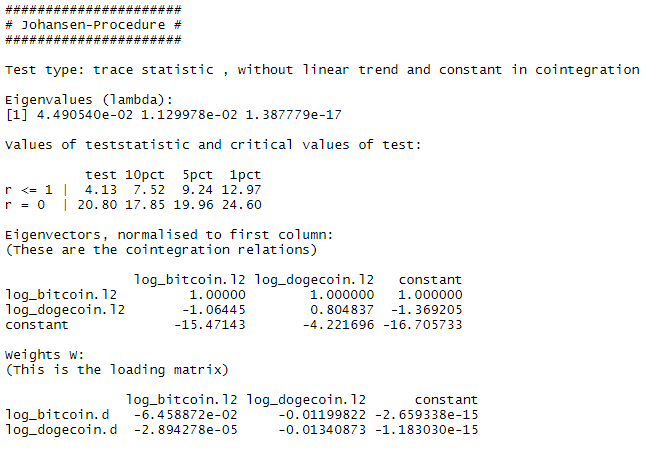 ######################
# Johansen-Procedure #
######################
Test type: trace statistic , without linear trend and constant in cointegration
Eigenvalues (lambda):
[1] 4.490540e-02 1.129978e-02 1.387779e-17
Values of teststatistic and critical values of test:
test 10pct 5pct 1pct
r <= 1 | 4.13 7.52 9.24 12.97
r = 0 | 20.80 17.85 19.96 24.60
Eigenvectors, normalised to first column:
(These are the cointegration relations)
log_bitcoin.l2 log_dogecoin.l2 constant
log_bitcoin.l2 1.00000 1.000000 1.000000
log_dogecoin.l2 -1.06445 0.804837 -1.369205
constant -15.47143 -4.221696 -16.705733
Weights W:
(This is the loading matrix)
log_bitcoin.l2 log_dogecoin.l2 constant
log_bitcoin.d -6.458872e-02 -0.01199822 -2.659338e-15
log_dogecoin.d -2.894278e-05 -0.01340873 -1.183030e-15